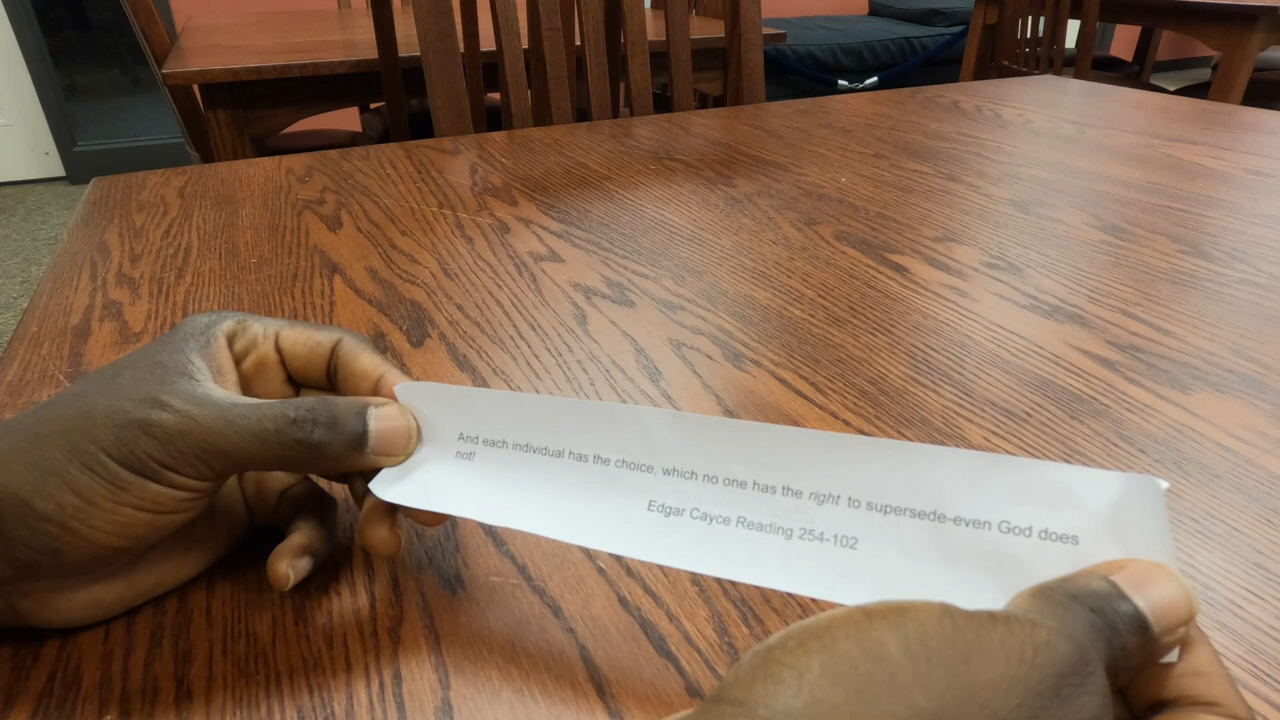 And each individual has the choice, which no one has the right to supersede-even God does
not!
Edgar Cayce Reading 254-102